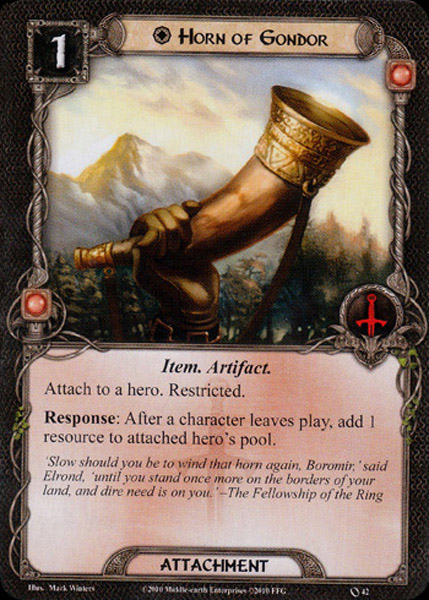 1
HORN OF GONDOR
Item. Artifact.
Attach to a hero. Restricted.
Response: After a character leaves play, add 1
resource to attached hero's pool.
'Slow should you be to wind that horn again, Boromir,' said
Elrond, 'until you stand once more on the borders of your
land, and dire need is on you.' –The Fellowship of the Ring
ATTACHMENT
Illus. Mark Winters
©2010 Middle-earth Enterprises ©2010 FFG
42